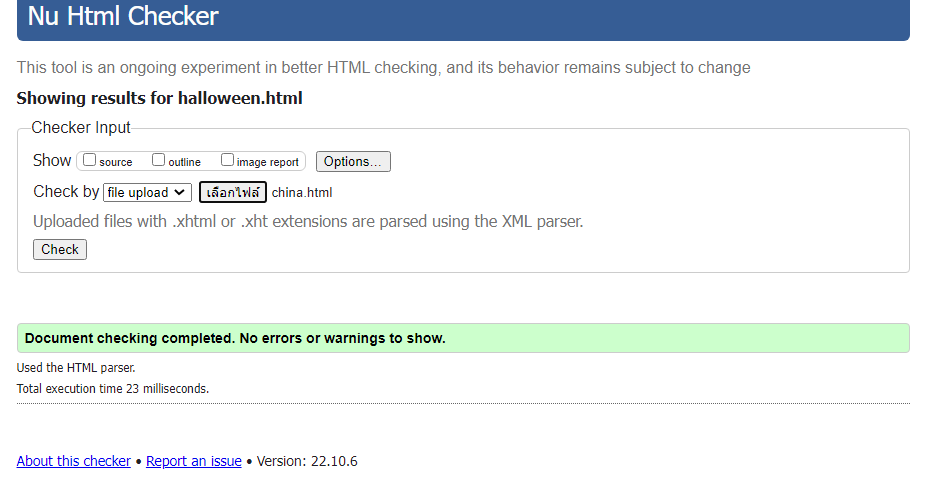 Nu Html Checker
This tool is an ongoing experiment in better HTML checking, and its behavior remains subject to change
Showing results for halloween.html
Checker Input
Show source outline image report Options...
Check by file upload เลือกไฟล์ china.html
Uploaded files with .xhtml or .xht extensions are parsed using the XML parser.
Check
Document checking completed. No errors or warnings to show.
Used the HTML parser.
Total execution time 23 milliseconds.
About this checker • Report an issue • Version: 22.10.6